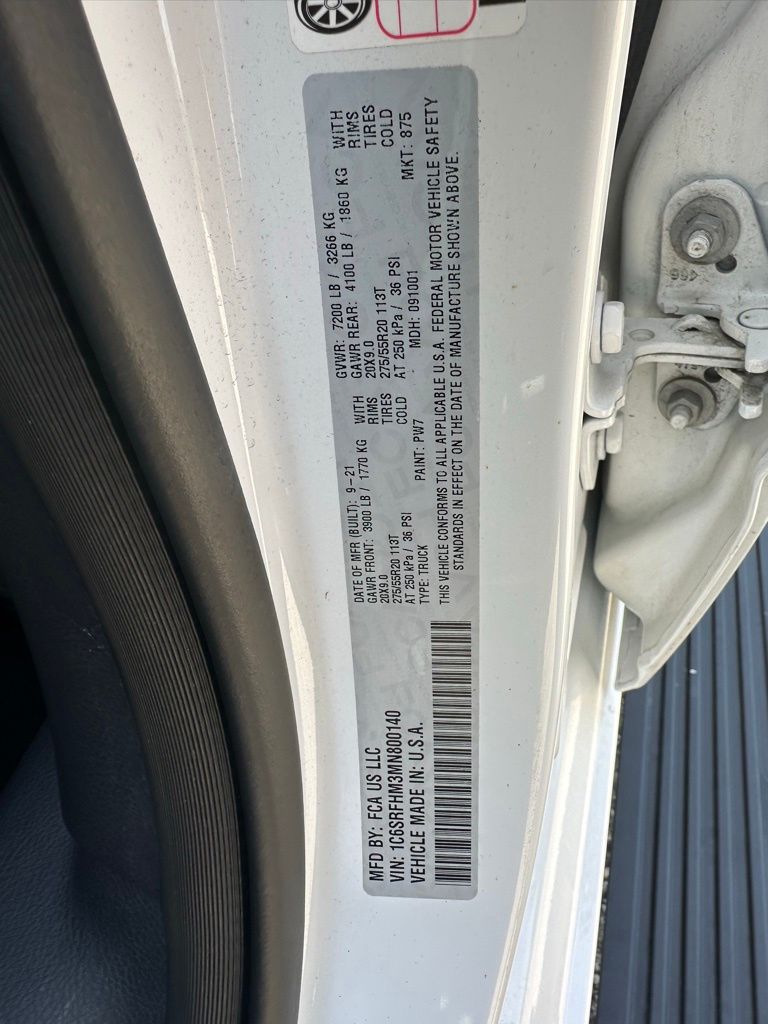 MFD BY: FCA US LLC
VIN: 1C6SRFHM3MN800140
VEHICLE MADE IN: U.S.A.
DATE OF MFR (BUILT): 9-21
GVWR: 7200 LB / 3266 KG
GAWR FRONT: 3900 LB / 1770 KG WITH
20X9.0 RIMS
275/55R20 113T TIRES
AT 250 kPa / 36 PSI COLD
GAWR REAR: 4100 LB / 1860 KG WITH
20X9.0 RIMS
275/55R20 113T TIRES
AT 250 kPa / 36 PSI COLD
TYPE: TRUCK PAINT: PW7 MDH: 091001 MKT: 875
THIS VEHICLE CONFORMS TO ALL APPLICABLE U.S.A. FEDERAL MOTOR VEHICLE SAFETY
STANDARDS IN EFFECT ON THE DATE OF MANUFACTURE SHOWN ABOVE.